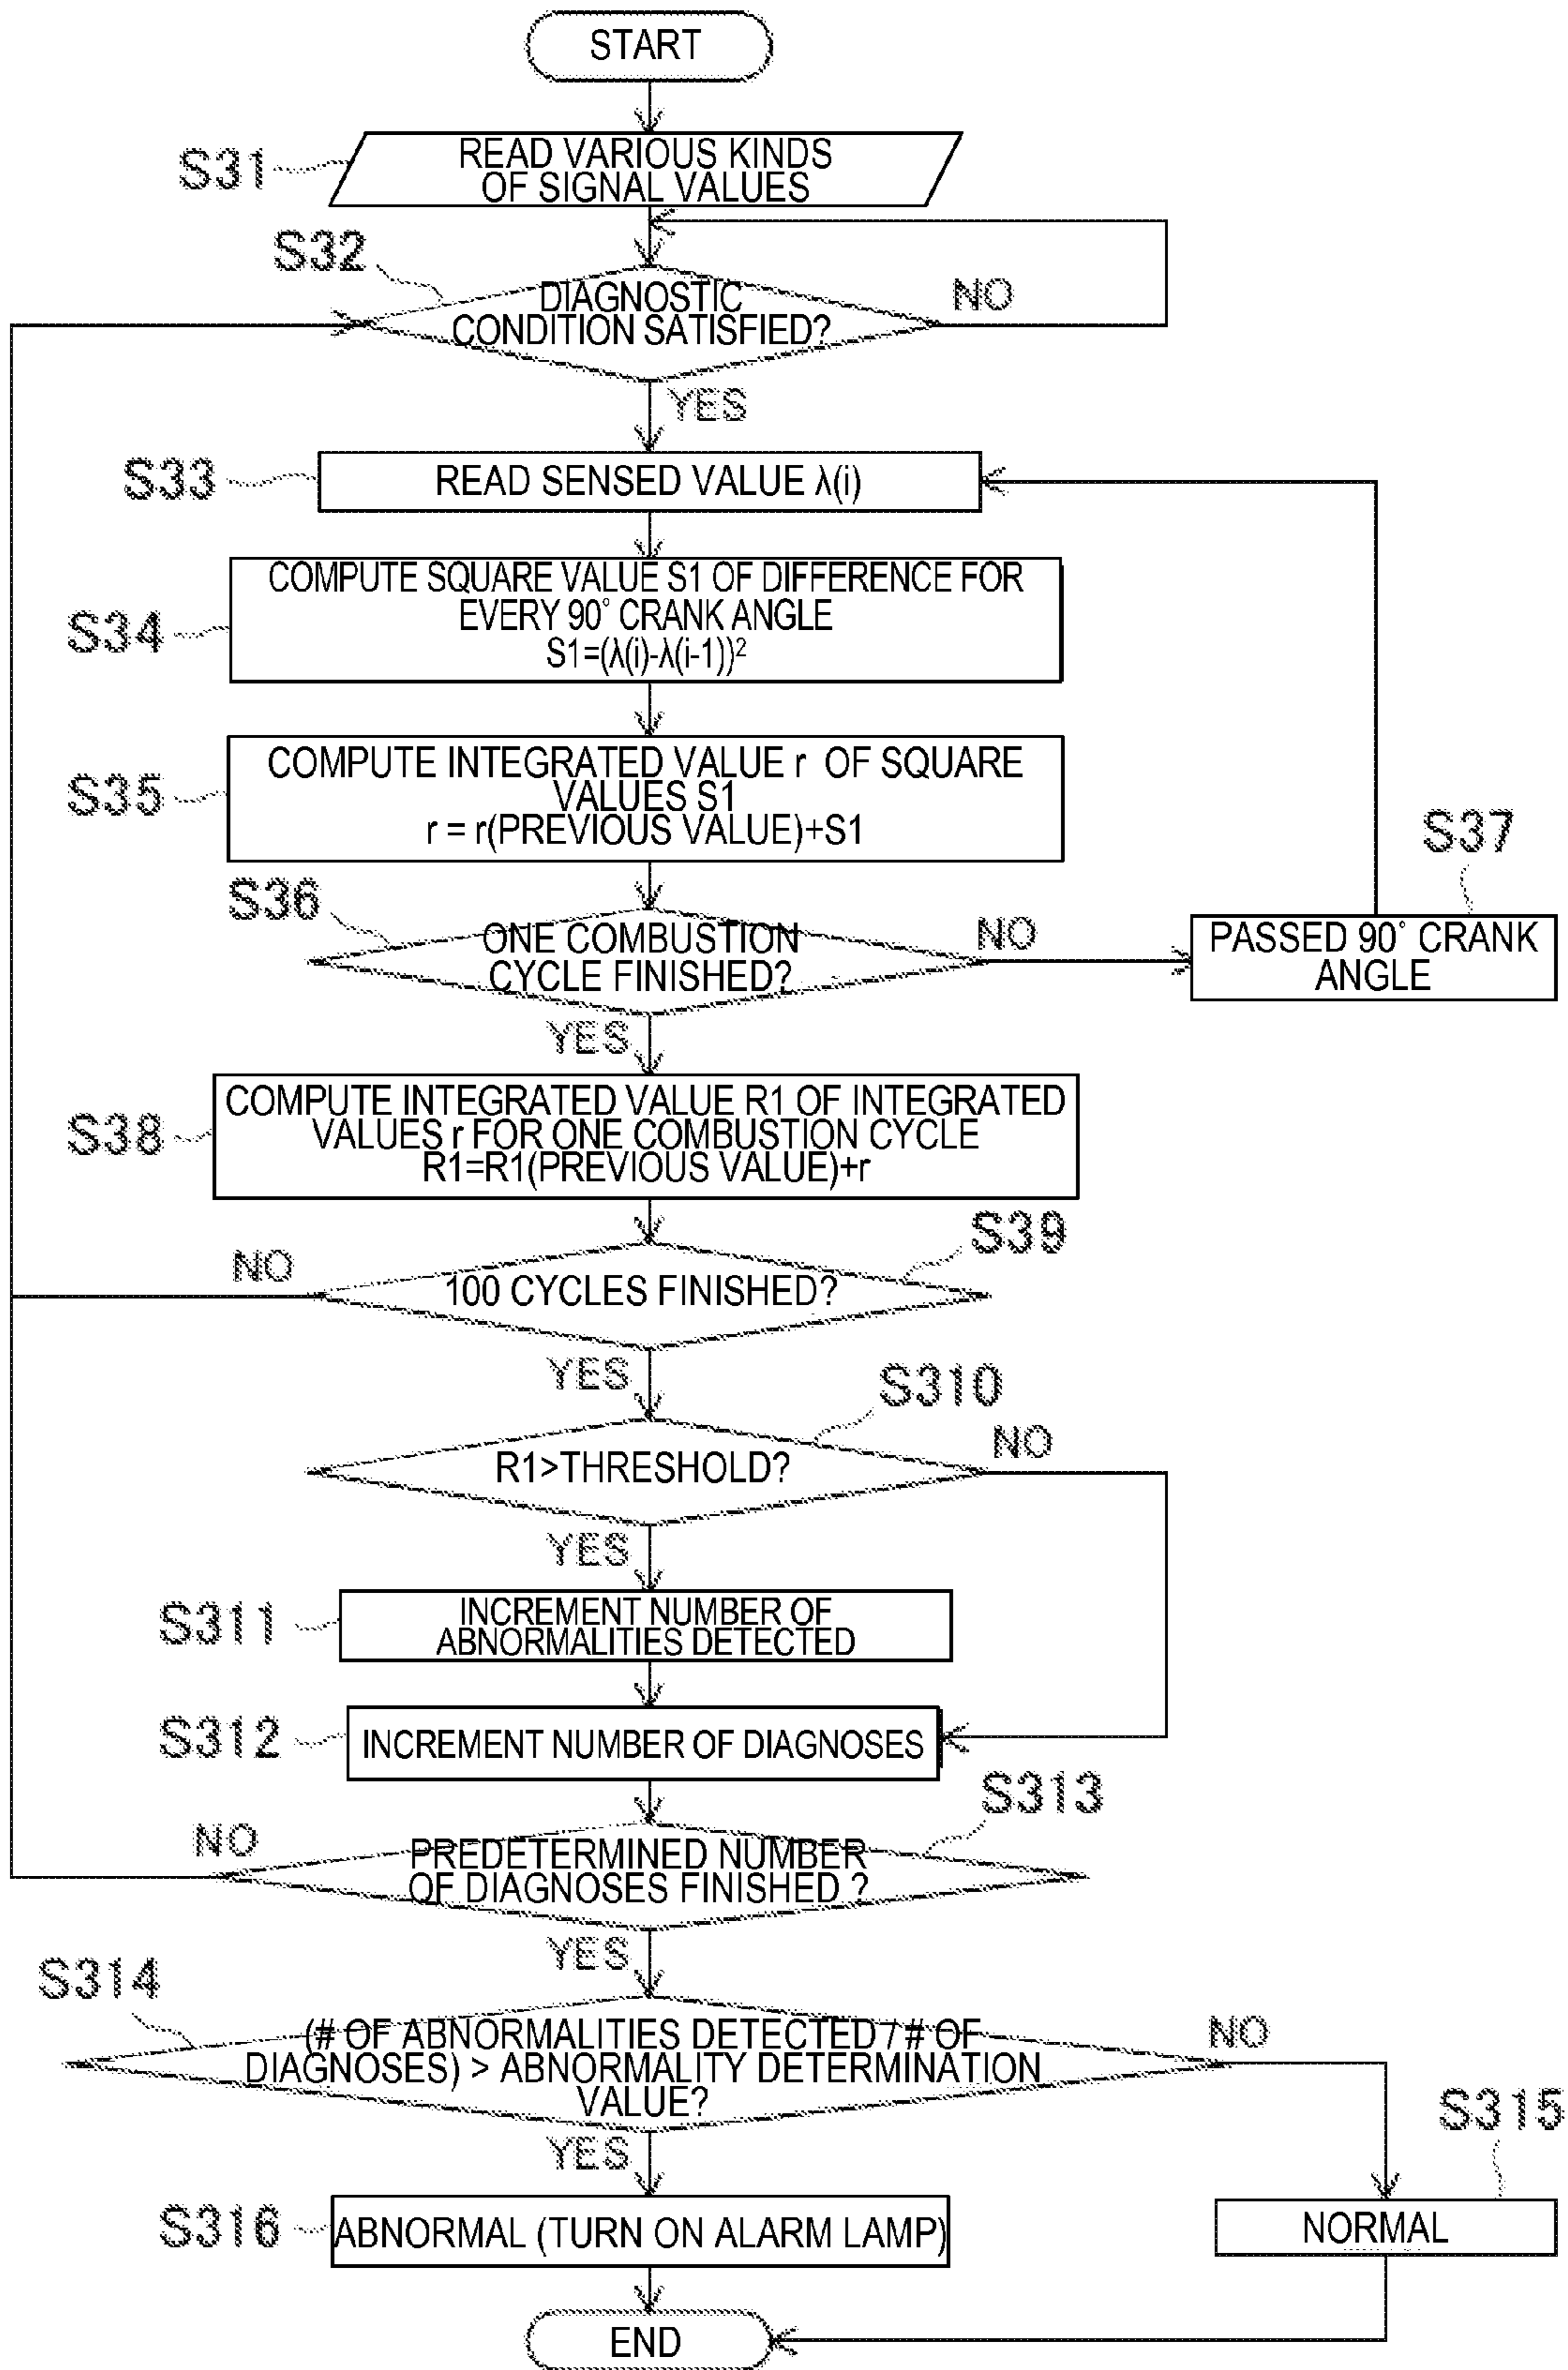 START
S31
READ VARIOUS KINDS
OF SIGNAL VALUES
S32
DIAGNOSTIC
CONDITION SATISFIED?
NO
YES
S33
READ SENSED VALUE λ(i)
S34
COMPUTE SQUARE VALUE S1 OF DIFFERENCE FOR
EVERY 90° CRANK ANGLE
S1=(λ(i)-λ(i-1))²
S35
COMPUTE INTEGRATED VALUE r OF SQUARE
VALUES S1
r = r(PREVIOUS VALUE)+S1
S36
ONE COMBUSTION
CYCLE FINISHED?
NO
S37
PASSED 90° CRANK
ANGLE
YES
S38
COMPUTE INTEGRATED VALUE R1 OF INTEGRATED
VALUES r FOR ONE COMBUSTION CYCLE
R1=R1(PREVIOUS VALUE)+r
S39
NO
100 CYCLES FINISHED?
YES
S310
R1>THRESHOLD?
NO
YES
S311
INCREMENT NUMBER OF
ABNORMALITIES DETECTED
S312
INCREMENT NUMBER OF DIAGNOSES
S313
NO
PREDETERMINED NUMBER
OF DIAGNOSES FINISHED ?
YES
S314
(# OF ABNORMALITIES DETECTED / # OF
DIAGNOSES) > ABNORMALITY DETERMINATION
VALUE?
NO
YES
S315
NORMAL
S316
ABNORMAL (TURN ON ALARM LAMP)
END